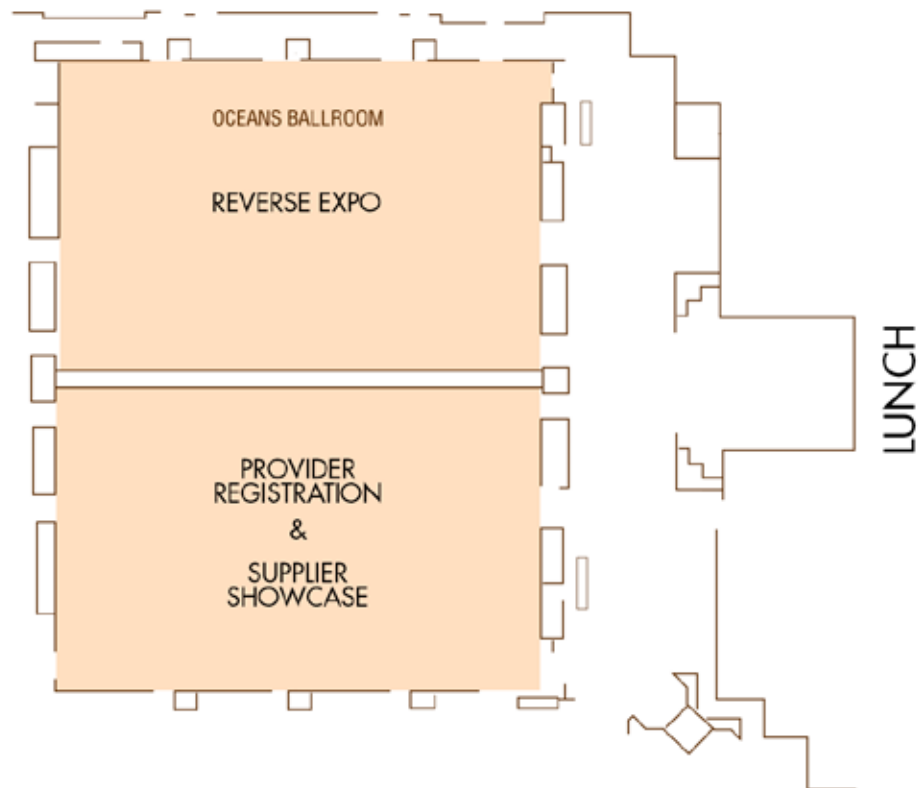 OCEANS BALLROOM
REVERSE EXPO
LUNCH
PROVIDER
REGISTRATION
&
SUPPLIER
SHOWCASE